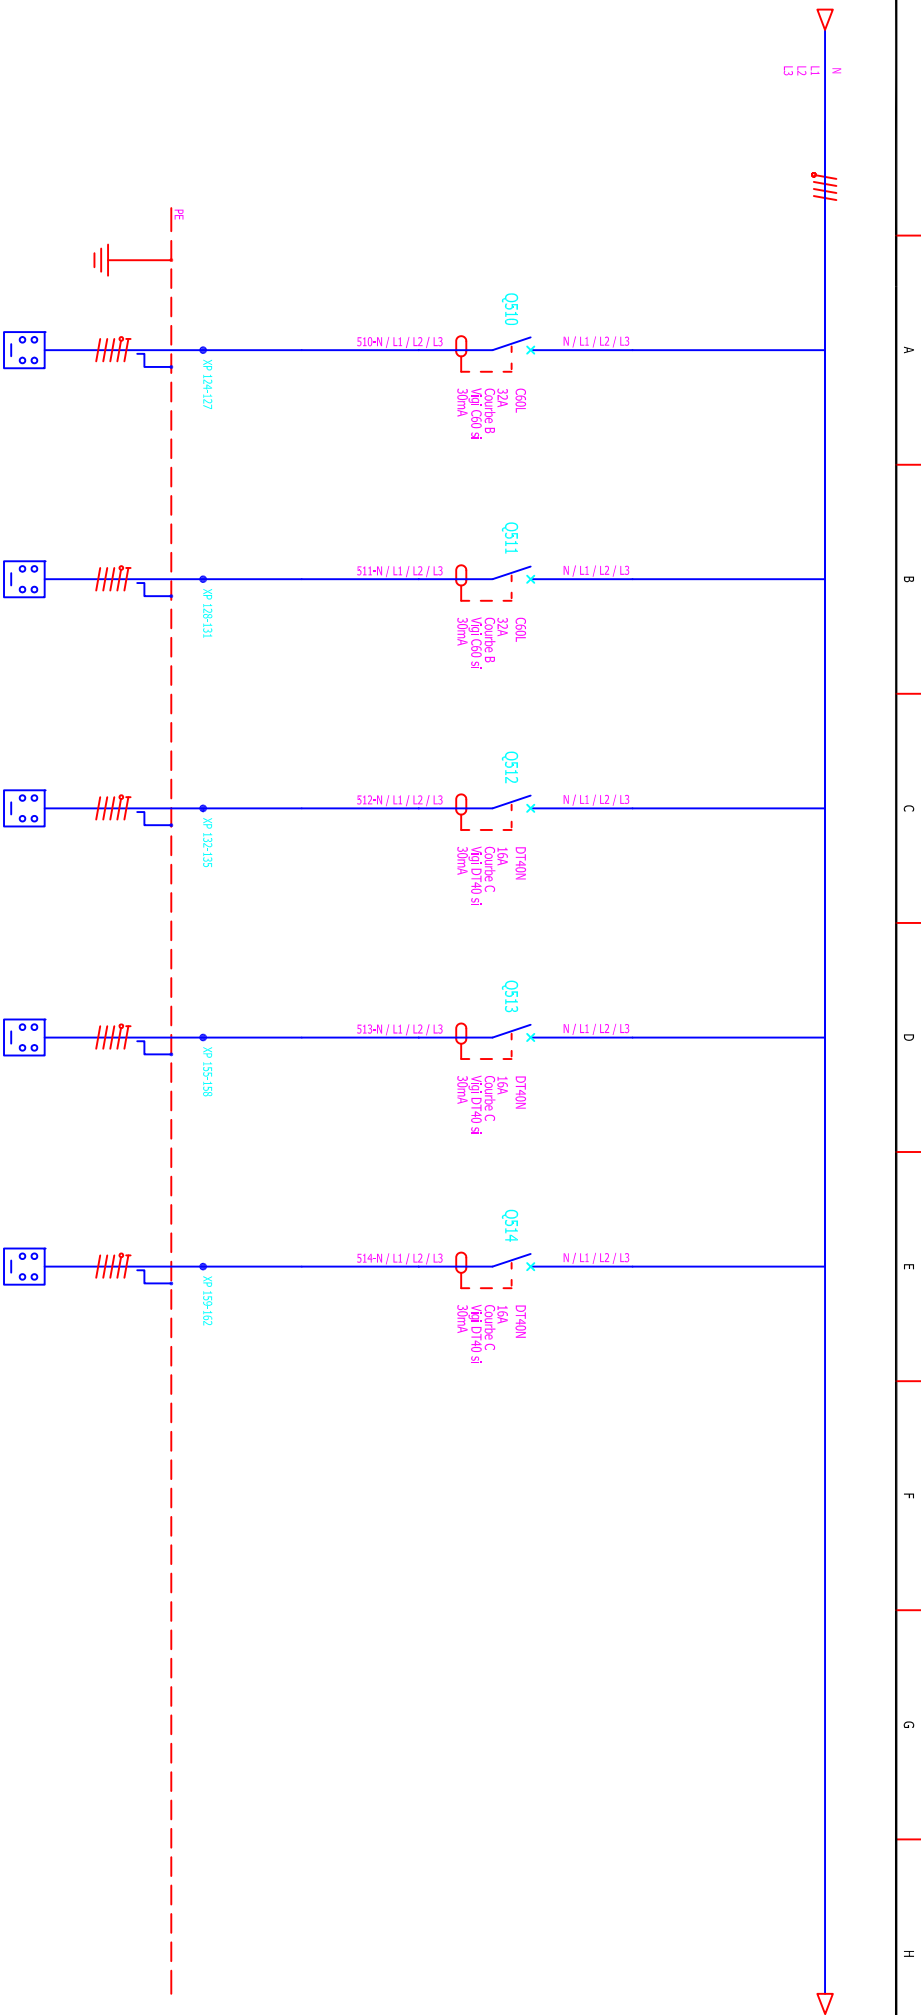 A
B
C
D
E
F
G
H
N
L1
L2
L3
N / L1 / L2 / L3
Q510
C60L
32A
Courbe B
Vigi C60 si
30mA
510-N / L1 / L2 / L3
XP 124-127
N / L1 / L2 / L3
Q511
C60L
32A
Courbe B
Vigi C60 si
30mA
511-N / L1 / L2 / L3
XP 128-131
N / L1 / L2 / L3
Q512
DT40N
16A
Courbe C
Vigi DT40 si
30mA
512-N / L1 / L2 / L3
XP 132-135
N / L1 / L2 / L3
Q513
DT40N
16A
Courbe C
Vigi DT40 si
30mA
513-N / L1 / L2 / L3
XP 155-158
N / L1 / L2 / L3
Q514
DT40N
16A
Courbe C
Vigi DT40 si
30mA
514-N / L1 / L2 / L3
XP 159-162
PE